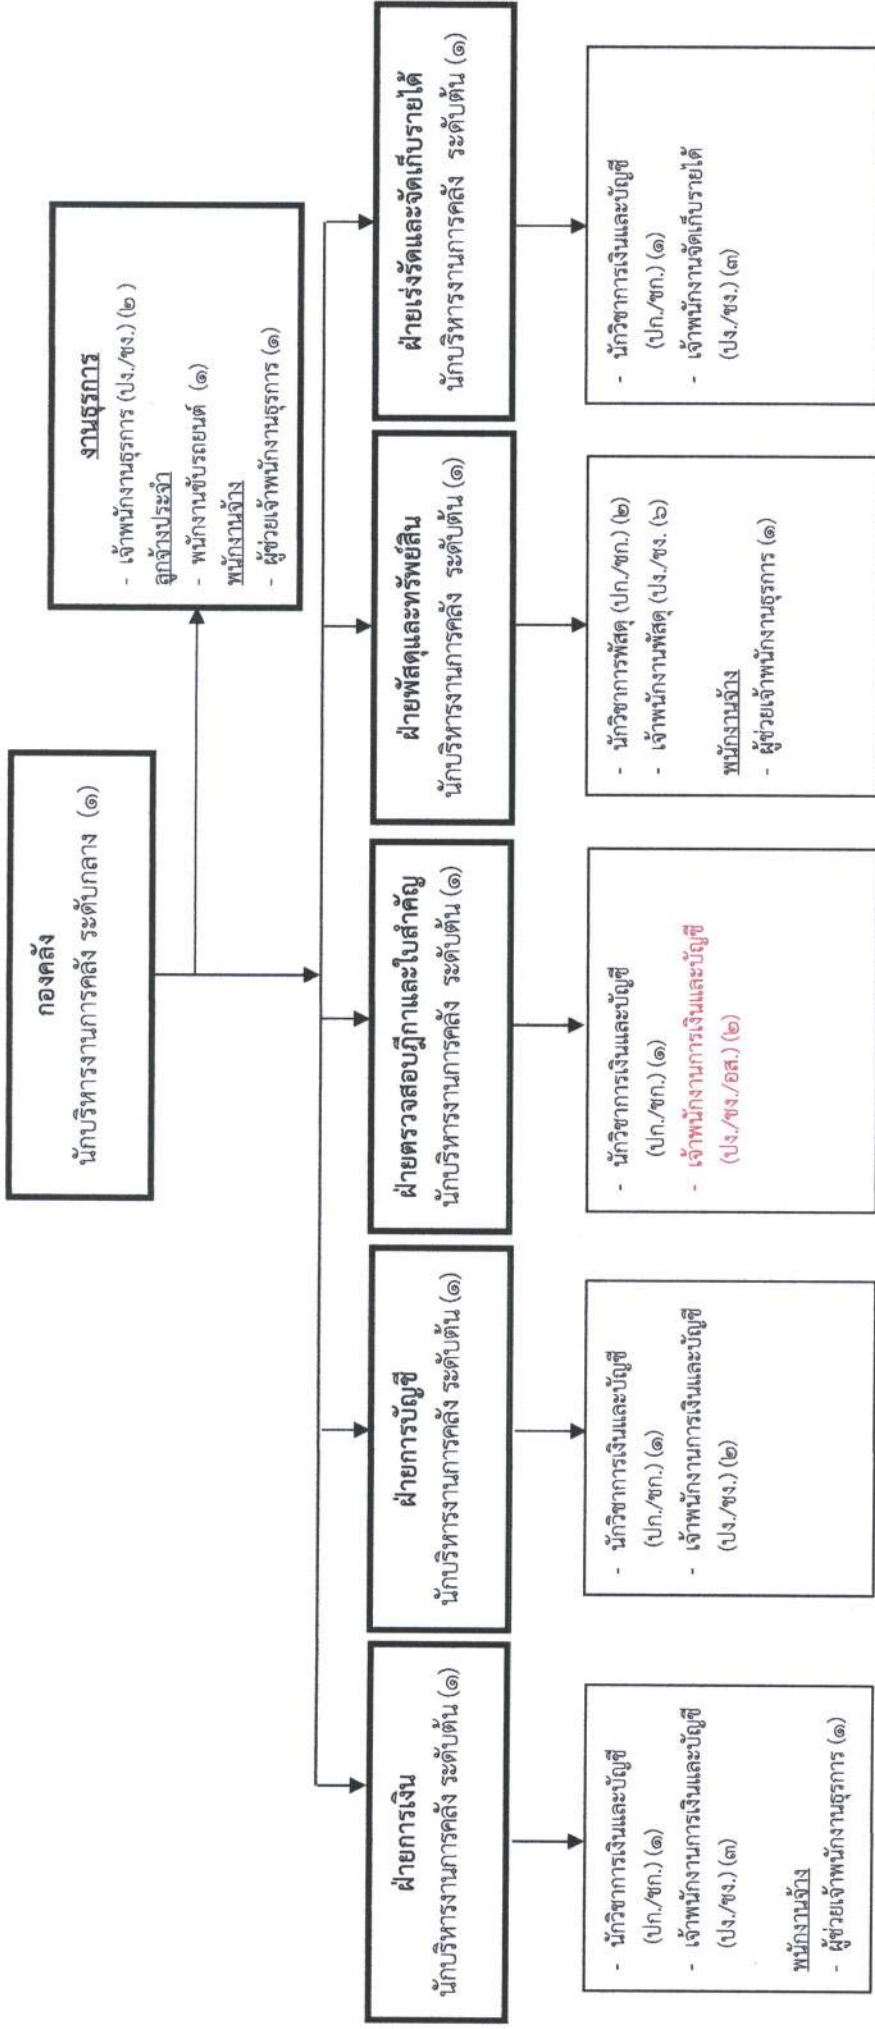 กองคลัง
นักบริหารงานการคลัง ระดับกลาง (๑)
งานธุรการ
- เจ้าพนักงานธุรการ (ปง./ชง.) (๒ )
ลูกจ้างประจำ
- พนักงานขับรถยนต์ (๑)
พนักงานจ้าง
- ผู้ช่วยเจ้าพนักงานธุรการ (๑)
ฝ่ายการเงิน
นักบริหารงานการคลัง ระดับต้น (๑)
ฝ่ายการบัญชี
นักบริหารงานการคลัง ระดับต้น (๑)
ฝ่ายตรวจสอบฎีกาและใบสำคัญ
นักบริหารงานการคลัง ระดับต้น (๑)
ฝ่ายพัสดุและทรัพย์สิน
นักบริหารงานการคลัง ระดับต้น (๑)
ฝ่ายเร่งรัดและจัดเก็บรายได้
นักบริหารงานการคลัง ระดับต้น (๑)
- นักวิชาการเงินและบัญชี
(ปก./ชก.) (๑)
- เจ้าพนักงานการเงินและบัญชี
(ปง./ชง.) (๓)
พนักงานจ้าง
- ผู้ช่วยเจ้าพนักงานธุรการ (๑)
- นักวิชาการเงินและบัญชี
(ปก./ชก.) (๑)
- เจ้าพนักงานการเงินและบัญชี
(ปง./ชง.) (๒)
- นักวิชาการเงินและบัญชี
(ปก./ชก.) (๑)
- เจ้าพนักงานการเงินและบัญชี
(ปง./ชง./อส.) (๒)
- นักวิชาการพัสดุ (ปก./ชก.) (๒)
- เจ้าพนักงานพัสดุ (ปง./ชง. (๖)
พนักงานจ้าง
- ผู้ช่วยเจ้าพนักงานธุรการ (๑)
- นักวิชาการเงินและบัญชี
(ปก./ชก.) (๑)
- เจ้าพนักงานจัดเก็บรายได้
(ปง./ชง.) (๓)